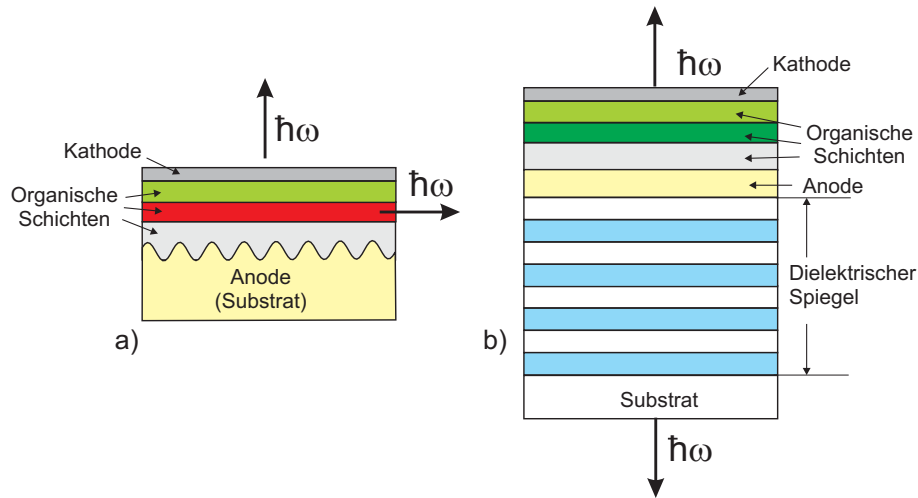 ħω
Kathode
Organische
Schichten
ħω
Anode
(Substrat)
a)
ħω
Kathode
Organische
Schichten
Anode
Dielektrischer
Spiegel
b)
Substrat
ħω